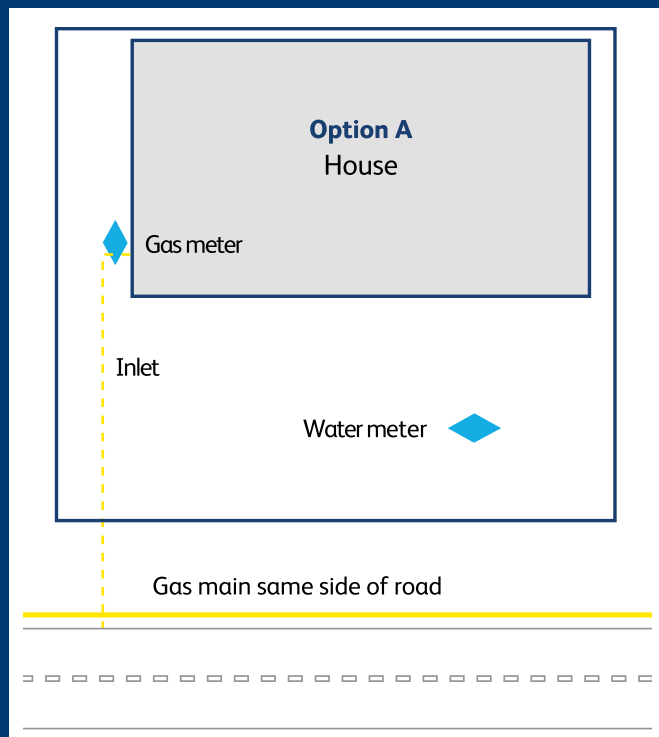 Option A
House
Gas meter
Inlet
Water meter
Gas main same side of road